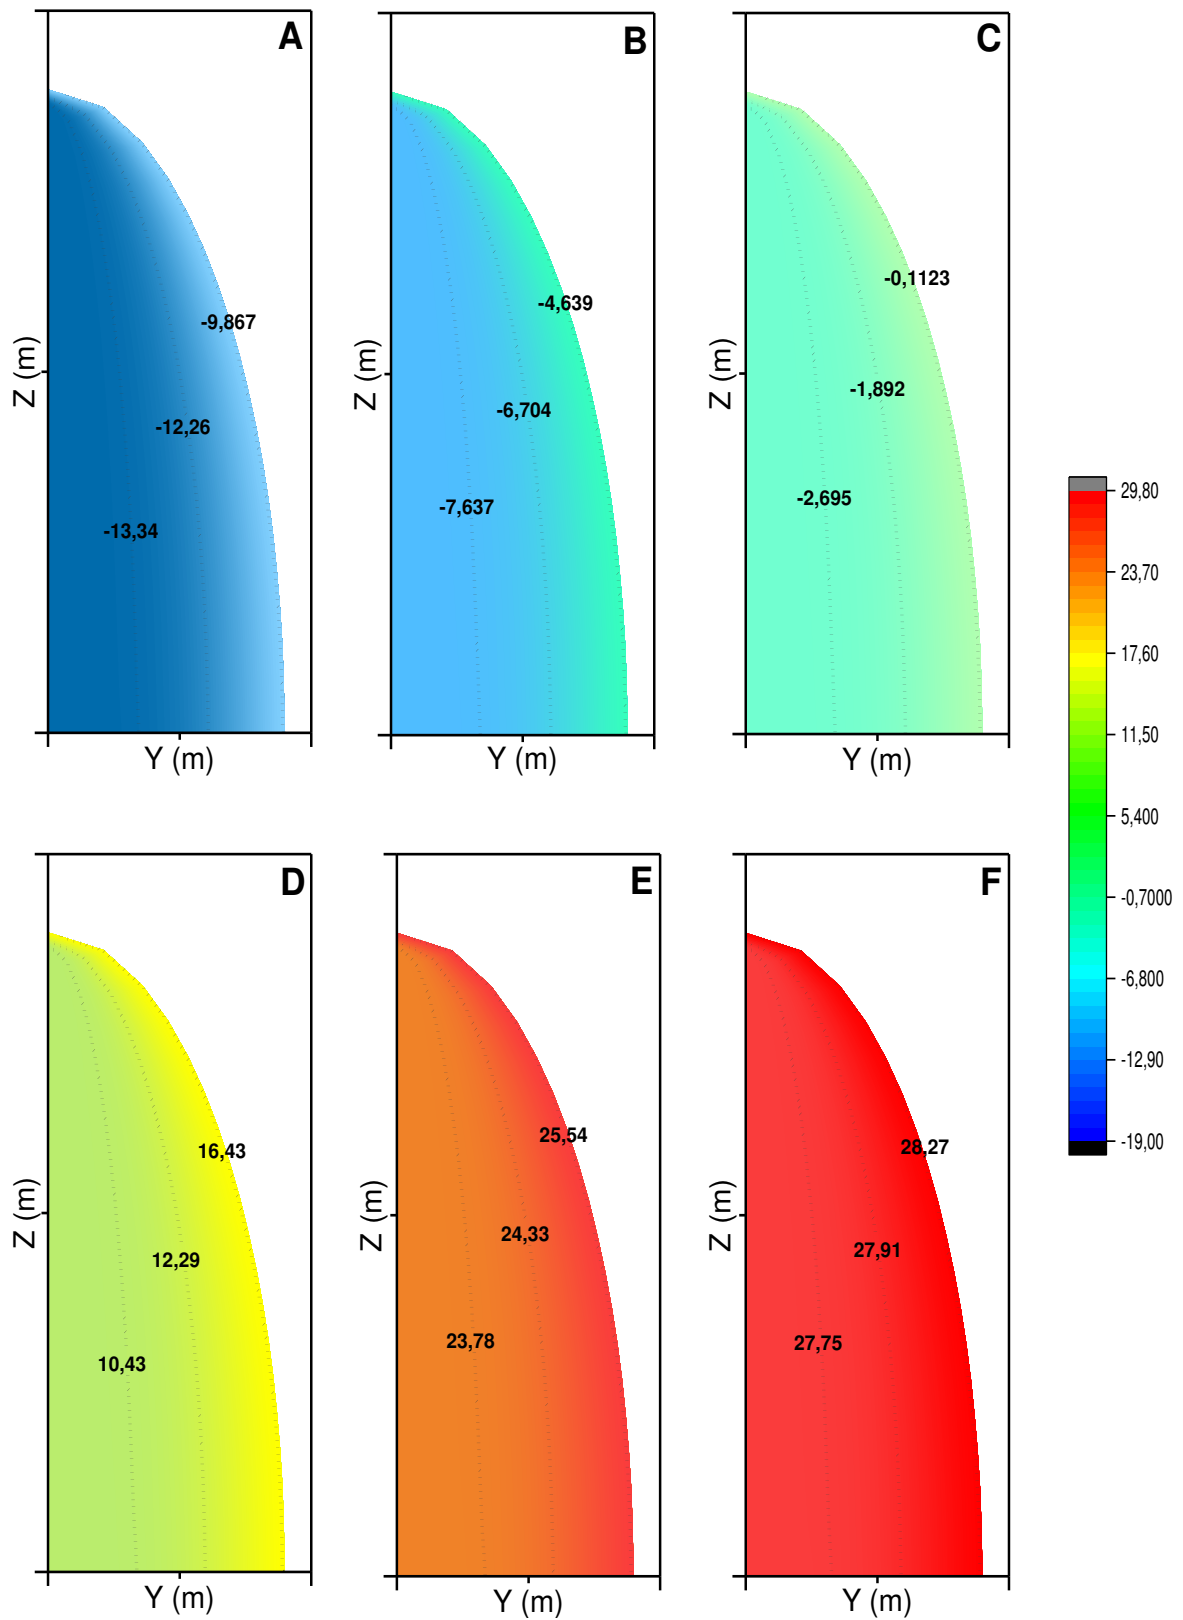 A
-9,867
-12,26
-13,34
Z (m)
Y (m)
B
-4,639
-6,704
-7,637
Z (m)
Y (m)
C
-0,1123
-1,892
-2,695
Z (m)
Y (m)
D
16,43
12,29
10,43
Z (m)
Y (m)
E
25,54
24,33
23,78
Z (m)
Y (m)
F
28,27
27,91
27,75
Z (m)
Y (m)
29,80
23,70
17,60
11,50
5,400
-0,7000
-6,800
-12,90
-19,00